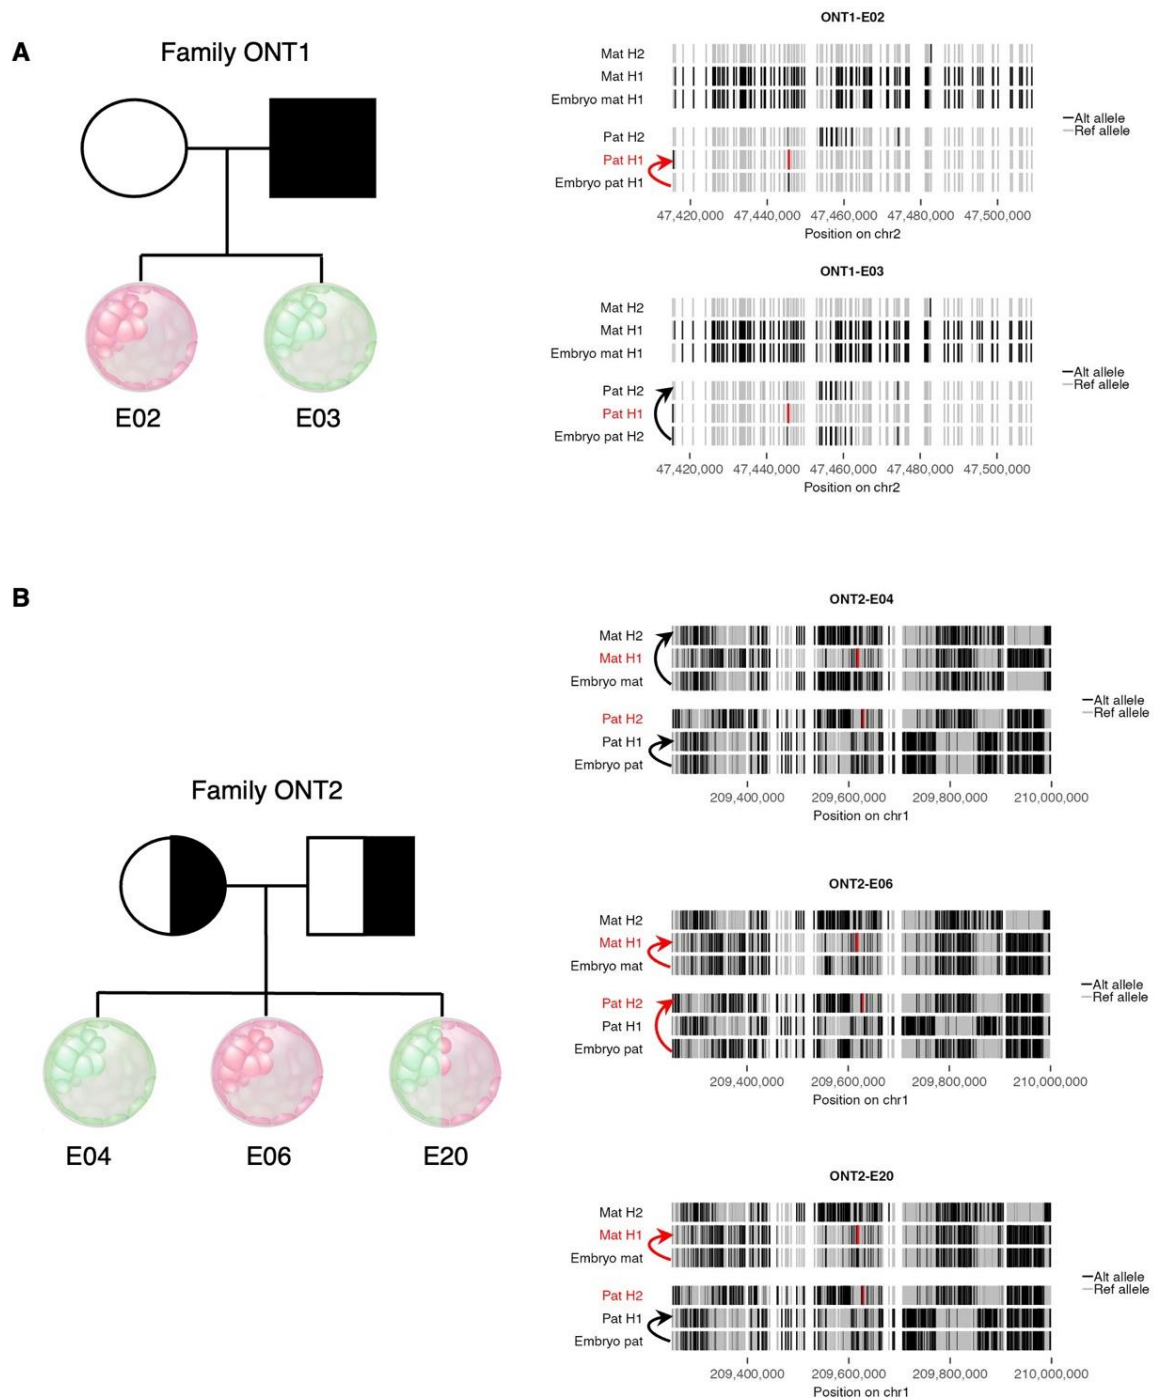 A
Family ONT1
E02
E03
ONT1-E02
Mat H2
Mat H1
Embryo mat H1
Pat H2
Pat H1
Embryo pat H1
Alt allele
Ref allele
47,420,000 47,440,000 47,460,000 47,480,000 47,500,000
Position on chr2
ONT1-E03
Mat H2
Mat H1
Embryo mat H1
Pat H2
Pat H1
Embryo pat H2
Alt allele
Ref allele
47,420,000 47,440,000 47,460,000 47,480,000 47,500,000
Position on chr2
B
Family ONT2
E04
E06
E20
ONT2-E04
Mat H2
Mat H1
Embryo mat
Pat H2
Pat H1
Embryo pat
Alt allele
Ref allele
209,400,000 209,600,000 209,800,000 210,000,000
Position on chr1
ONT2-E06
Mat H2
Mat H1
Embryo mat
Pat H2
Pat H1
Embryo pat
Alt allele
Ref allele
209,400,000 209,600,000 209,800,000 210,000,000
Position on chr1
ONT2-E20
Mat H2
Mat H1
Embryo mat
Pat H2
Pat H1
Embryo pat
Alt allele
Ref allele
209,400,000 209,600,000 209,800,000 210,000,000
Position on chr1